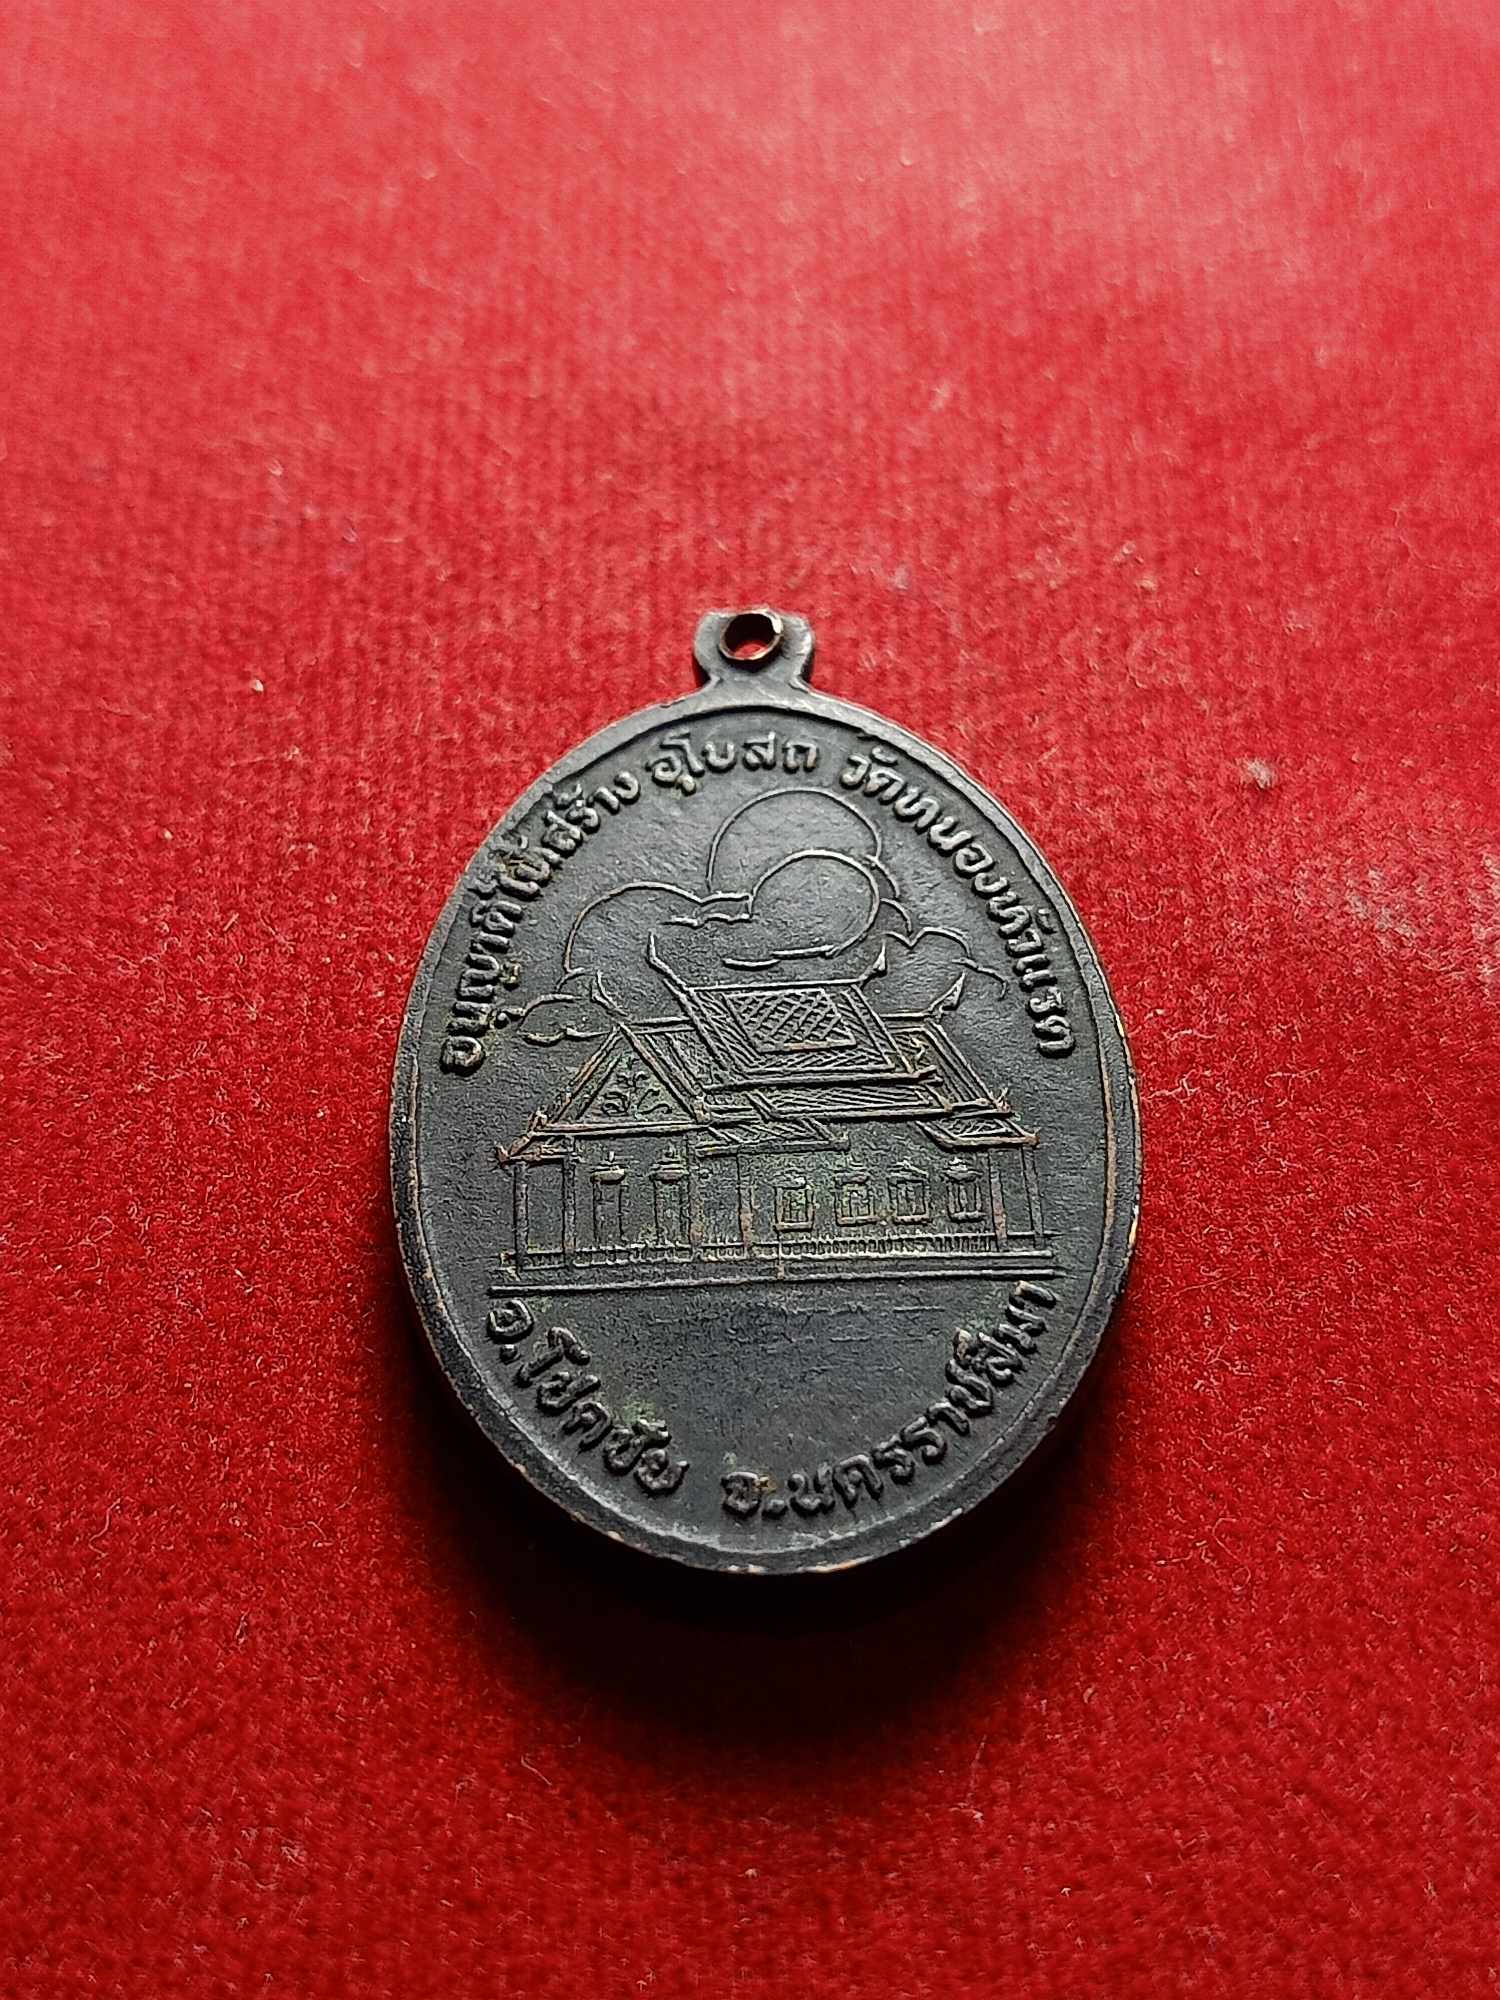 อนุญาติให้สร้าง อุโบสถ วัดหนองหัวแรต
อ.โชคชัย จ.นครราชสีมา